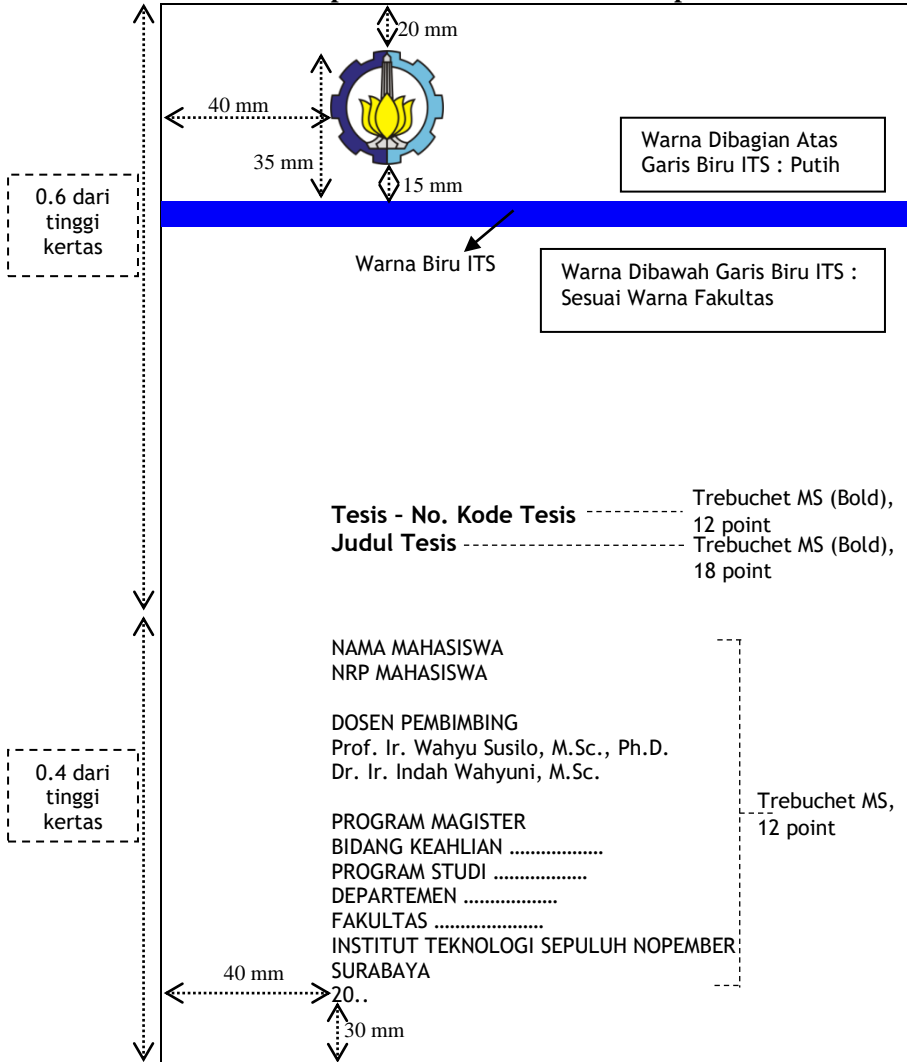 20 mm
40 mm
35 mm
15 mm
Warna Dibagian Atas
Garis Biru ITS : Putih
0.6 dari
tinggi
kertas
Warna Biru ITS
Warna Dibawah Garis Biru ITS :
Sesuai Warna Fakultas
Tesis – No. Kode Tesis
Trebuchet MS (Bold),
12 point
Judul Tesis
Trebuchet MS (Bold),
18 point
NAMA MAHASISWA
NRP MAHASISWA
DOSEN PEMBIMBING
Prof. Ir. Wahyu Susilo, M.Sc., Ph.D.
Dr. Ir. Indah Wahyuni, M.Sc.
0.4 dari
tinggi
kertas
Trebuchet MS,
12 point
PROGRAM MAGISTER
BIDANG KEAHLIAN ..................
PROGRAM STUDI ..................
DEPARTEMEN ..................
FAKULTAS .....................
INSTITUT TEKNOLOGI SEPULUH NOPEMBER
SURABAYA
20..
40 mm
30 mm